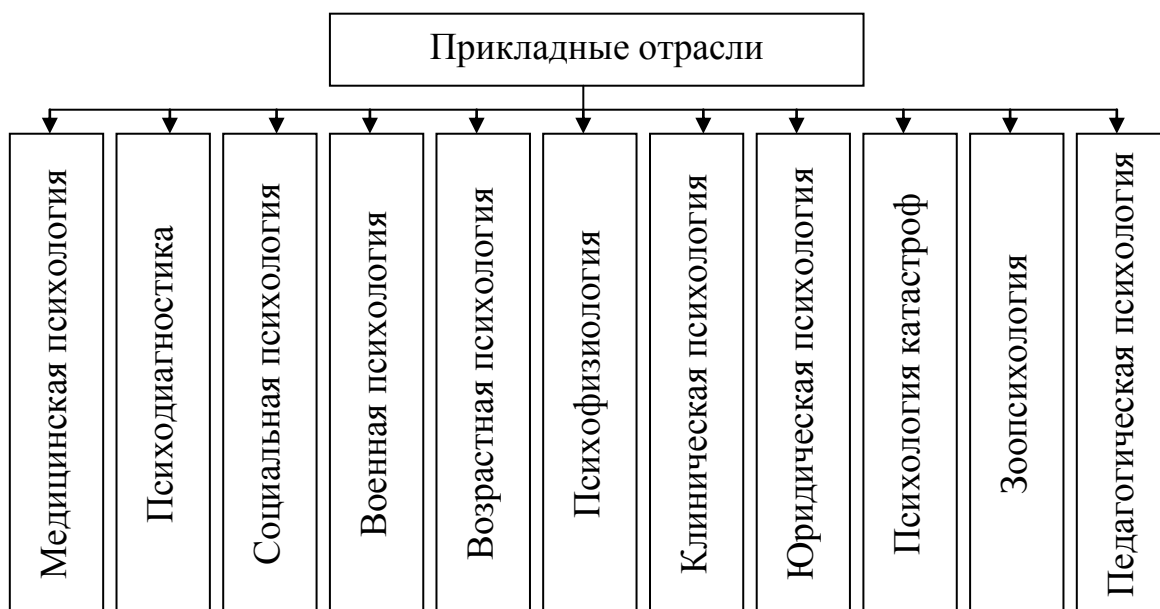 Прикладные отрасли
Медицинская психология
Психодиагностика
Социальная психология
Военная психология
Возрастная психология
Психофизиология
Клиническая психология
Юридическая психология
Психология катастроф
Зоопсихология
Педагогическая психология